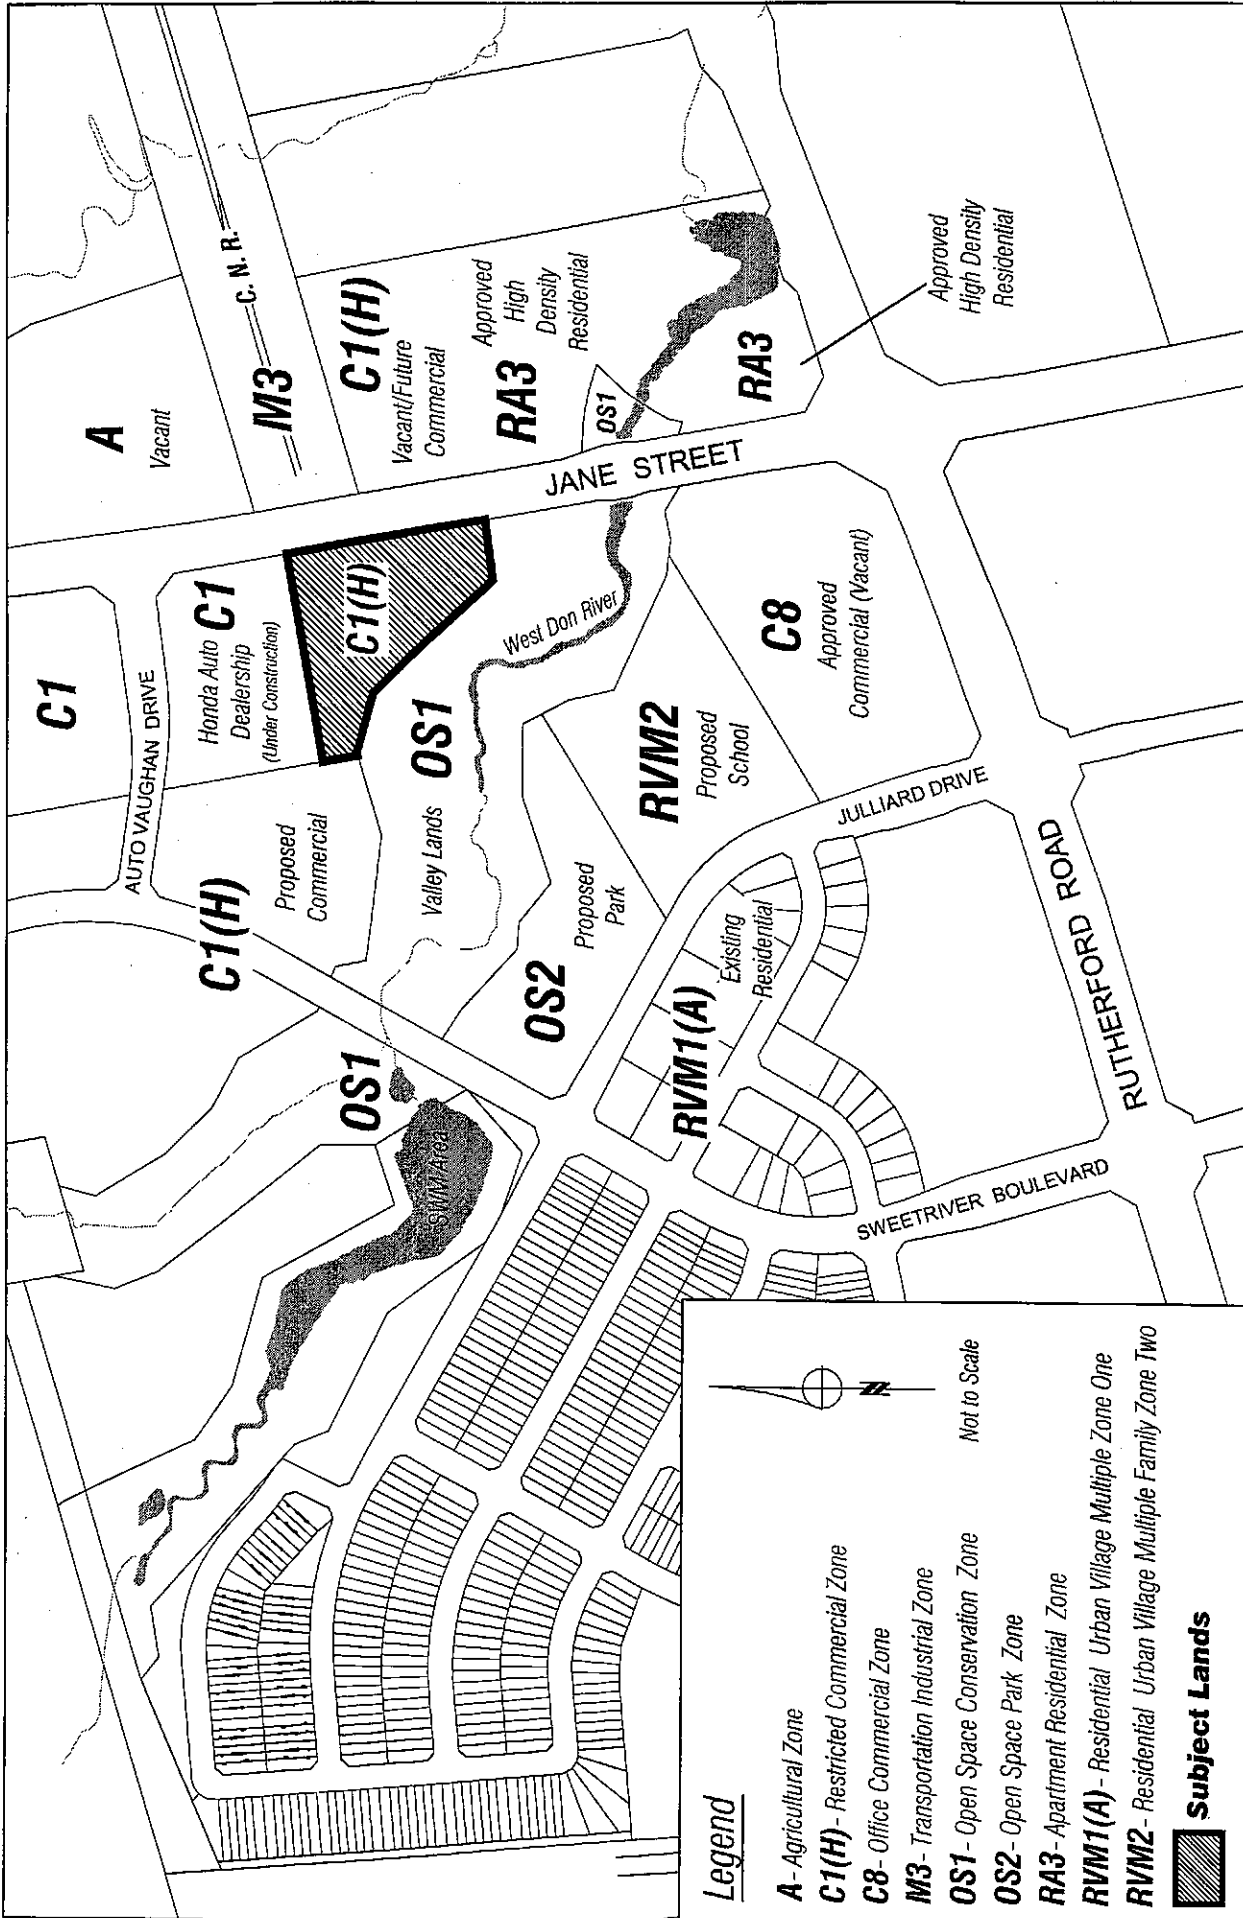 C1
AUTO VAUGHAN DRIVE
Honda Auto
Dealership
(Under Construction)
C1
A
Vacant
M3
C. N. R.
C1(H)
Vacant/Future
Commercial
RA3
Approved
High
Density
Residential
OS1
RA3
Approved
High Density
Residential
JANE STREET
C1(H)
C1(H)
Proposed
Commercial
Valley Lands
OS1
West Don River
OS1
SWM Area
OS2
Proposed
Park
RVM2
Proposed
School
C8
Approved
Commercial (Vacant)
JULLIARD DRIVE
RVM1(A)
Existing
Residential
SWEETRIVER BOULEVARD
RUTHERFORD ROAD
Legend
A - Agricultural Zone
C1(H) - Restricted Commercial Zone
C8 - Office Commercial Zone
M3 - Transportation Industrial Zone
OS1 - Open Space Conservation Zone
OS2 - Open Space Park Zone
RA3 - Apartment Residential Zone
RVM1(A) - Residential Urban Village Multiple Zone One
RVM2 - Residential Urban Village Multiple Family Zone Two
Subject Lands
N
Not to Scale